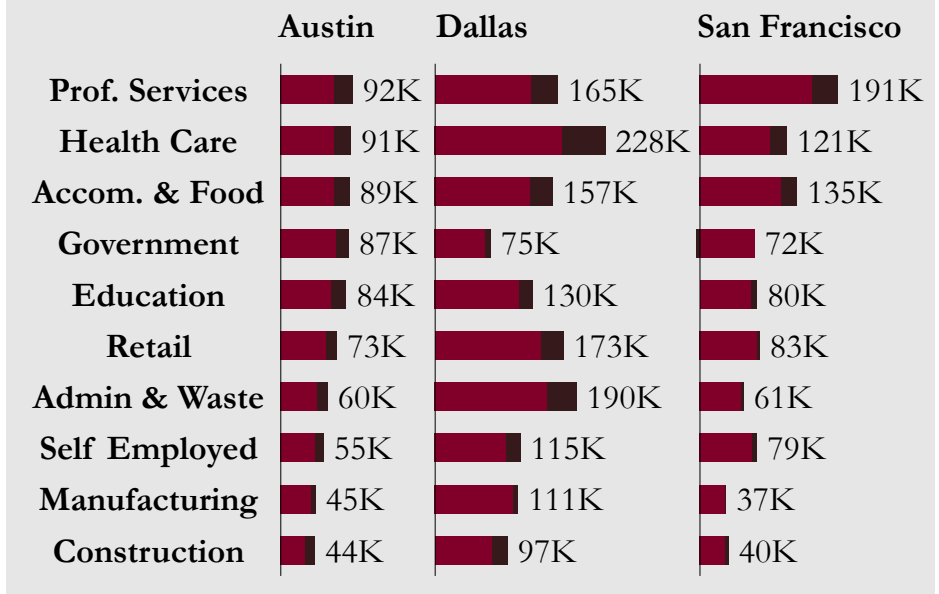 Austin Dallas San Francisco
Prof. Services 92K 165K 191K
Health Care 91K 228K 121K
Accom. & Food 89K 157K 135K
Government 87K 75K 72K
Education 84K 130K 80K
Retail 73K 173K 83K
Admin & Waste 60K 190K 61K
Self Employed 55K 115K 79K
Manufacturing 45K 111K 37K
Construction 44K 97K 40K